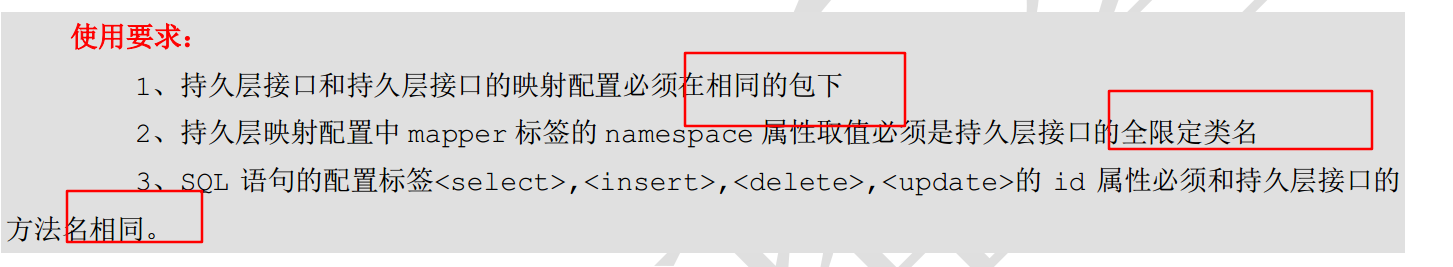 使用要求：
1、持久层接口和持久层接口的映射配置必须在相同的包下
2、持久层映射配置中 mapper 标签的 namespace 属性取值必须是持久层接口的全限定类名
3、SQL 语句的配置标签<select>,<insert>,<delete>,<update>的 id 属性必须和持久层接口的
方法名相同。